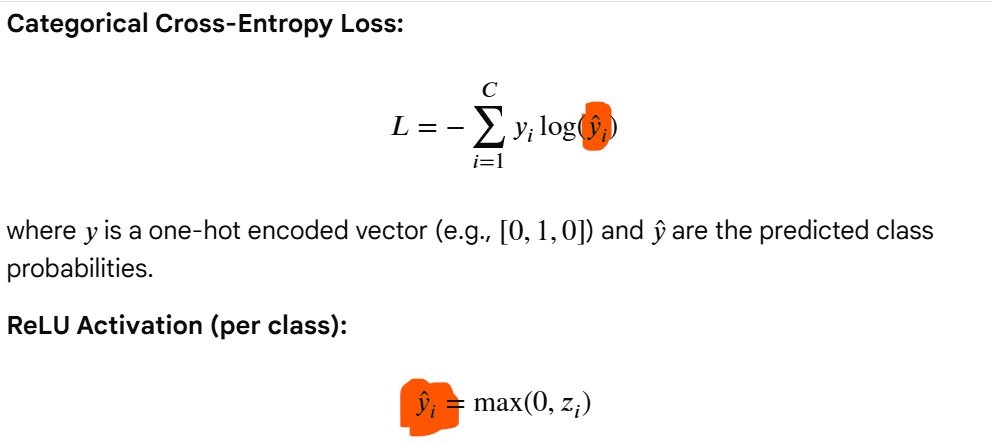 Categorical Cross-Entropy Loss:
L = − ∑_{i=1}^{C} y_i log(ŷ_i)
where y is a one-hot encoded vector (e.g., [0, 1, 0]) and ŷ are the predicted class
probabilities.
ReLU Activation (per class):
ŷ_i = max(0, z_i)